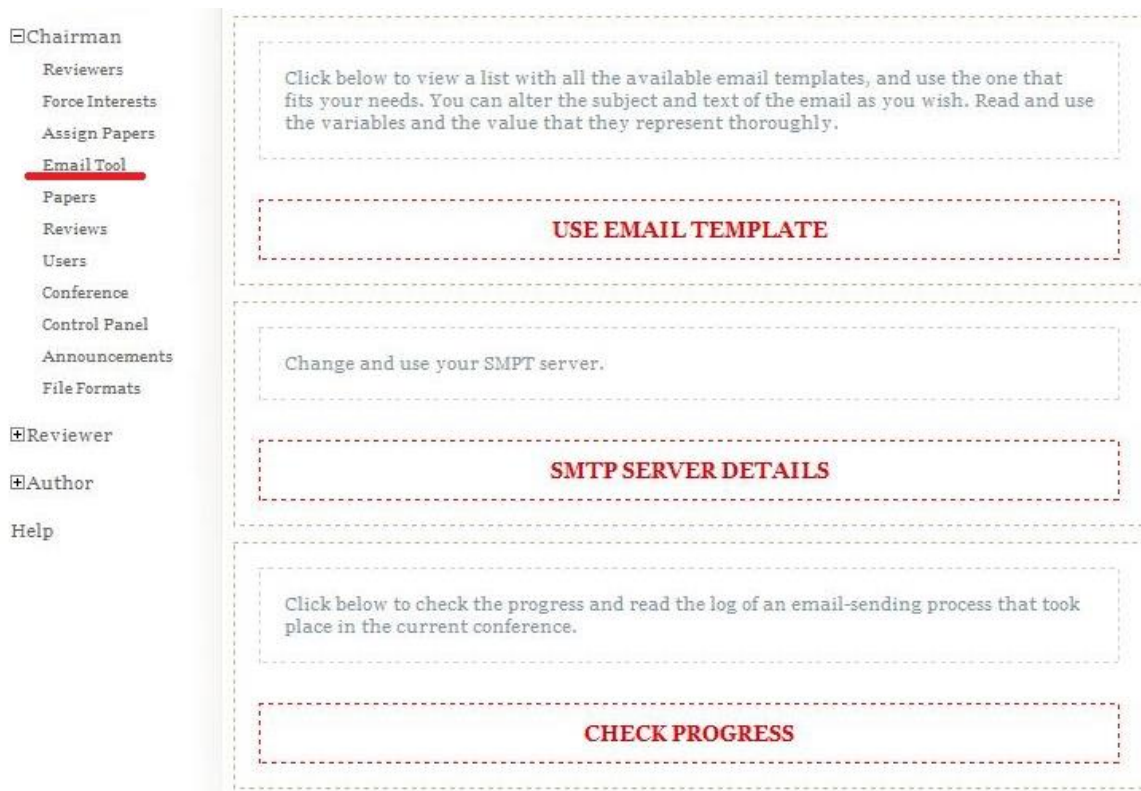 Chairman
Reviewers
Force Interests
Assign Papers
Email Tool
Papers
Reviews
Users
Conference
Control Panel
Announcements
File Formats
Reviewer
Author
Help
Click below to view a list with all the available email templates, and use the one that
fits your needs. You can alter the subject and text of the email as you wish. Read and use
the variables and the value that they represent thoroughly.
USE EMAIL TEMPLATE
Change and use your SMPT server.
SMTP SERVER DETAILS
Click below to check the progress and read the log of an email-sending process that took
place in the current conference.
CHECK PROGRESS